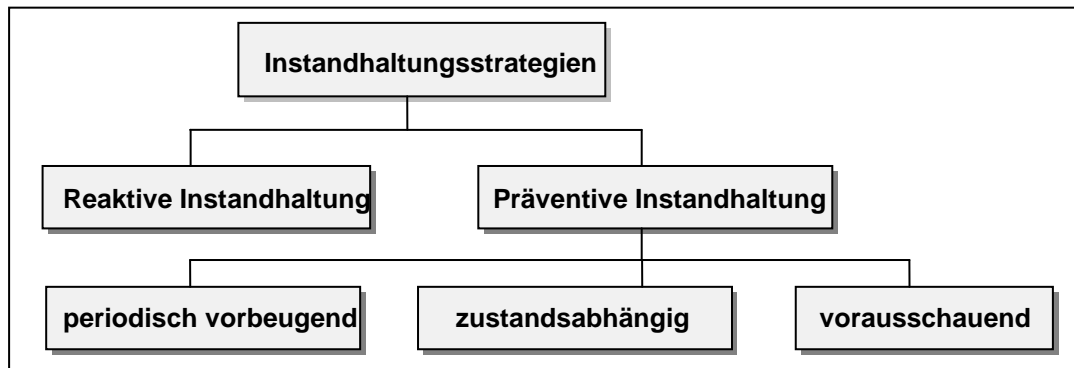 Instandhaltungsstrategien
Reaktive Instandhaltung
Präventive Instandhaltung
periodisch vorbeugend
zustandsabhängig
vorausschauend